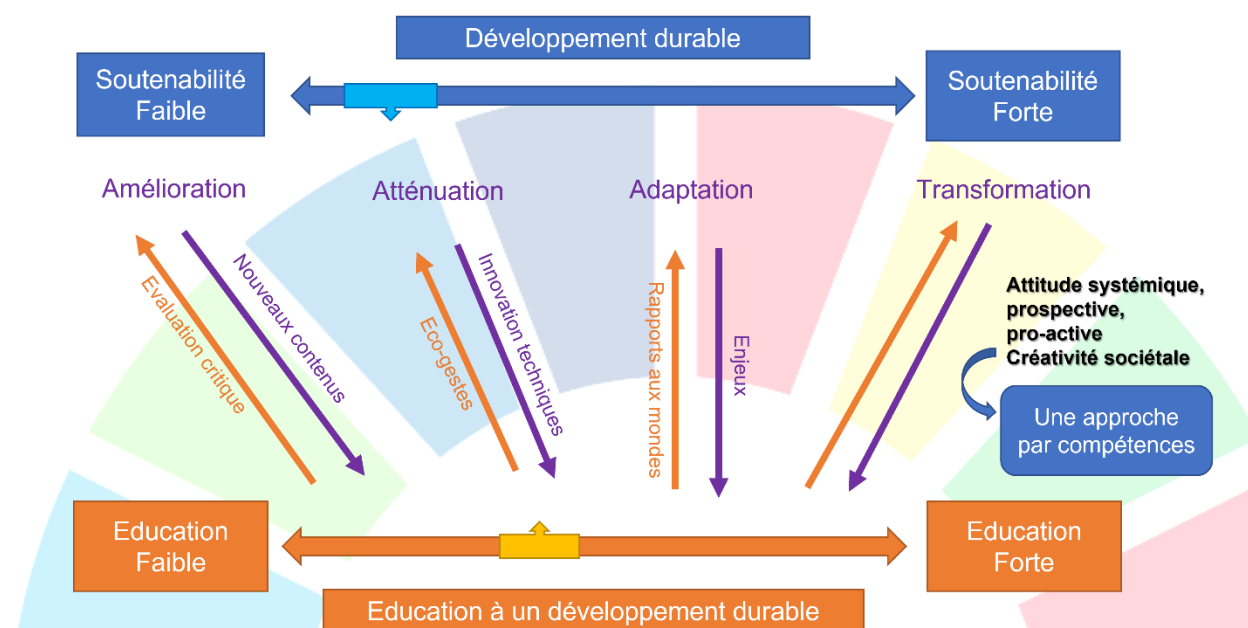 Développement durable
Soutenabilité
Faible
Soutenabilité
Forte
Amélioration
Atténuation
Adaptation
Transformation
Evaluation critique
Nouveaux contenus
Eco-gestes
Innovation techniques
Rapports aux mondes
Enjeux
Attitude systémique,
prospective,
pro-active
Créativité sociétale
Une approche
par compétences
Education
Faible
Education
Forte
Education à un développement durable